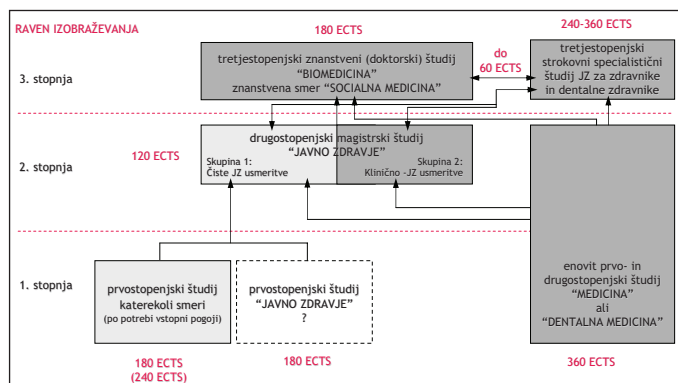 RAVEN IZOBRAŽEVANJA
180 ECTS
240-360 ECTS
3. stopnja
tretjestopenjski znanstveni (doktorski) študij
“BIOMEDICINA”
znanstvena smer “SOCIALNA MEDICINA”
do
60 ECTS
tretjestopenjski
strokovni specialistični
študij JZ za zdravnike
in dentalne zdravnike
2. stopnja
120 ECTS
drugostopenjski magistrski študij
“JAVNO ZDRAVJE”
Skupina 1:
Čiste JZ usmeritve
Skupina 2:
Klinično -JZ usmeritve
1. stopnja
prvostopenjski študij
katerekoli smeri
(po potrebi vstopni pogoji)
prvostopenjski študij
“JAVNO ZDRAVJE”
?
enovit prvo- in
drugostopenjski študij
“MEDICINA”
ali
“DENTALNA MEDICINA”
180 ECTS
(240 ECTS)
180 ECTS
360 ECTS